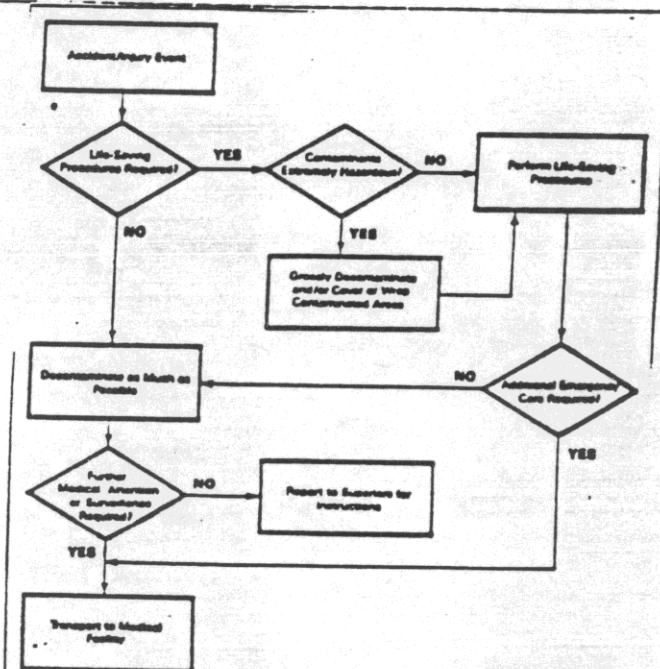 Accident/Injury Event
Life-Saving
Procedures Required?
YES
Contaminants
Extremely Hazardous?
NO
Perform Life-Saving
Procedures
NO
YES
Grossly Decontaminate
and/or Cover or Wrap
Contaminated Areas
Decontaminate as Much as
Possible
NO
Additional Emergency
Care Required?
Further
Medical Attention
or Surveillance
Required?
NO
Report to Superiors for
Instructions
YES
YES
Transport to Medical
Facility